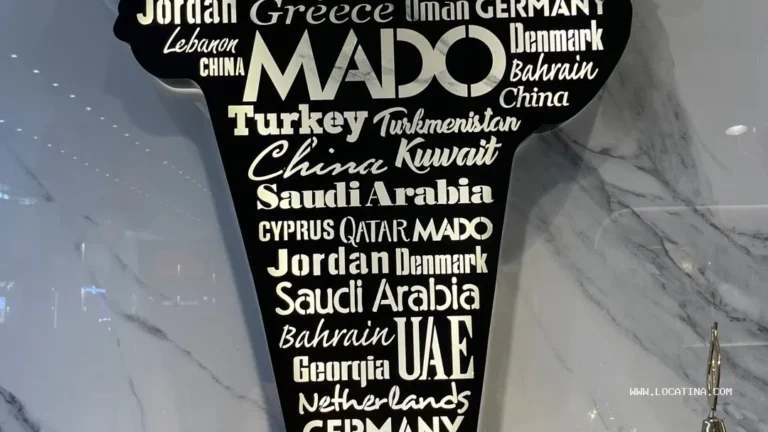 Jordan Greece Oman GERMANY
Lebanon MADO Denmark
CHINA Bahrain
China
Turkey Turkmenistan
China Kuwait
Saudi Arabia
CYPRUS QATAR MADO
Jordan Denmark
Saudi Arabia
Bahrain UAE
Georgia
Netherlands
GERMANY
WWW.LOCATINA.COM